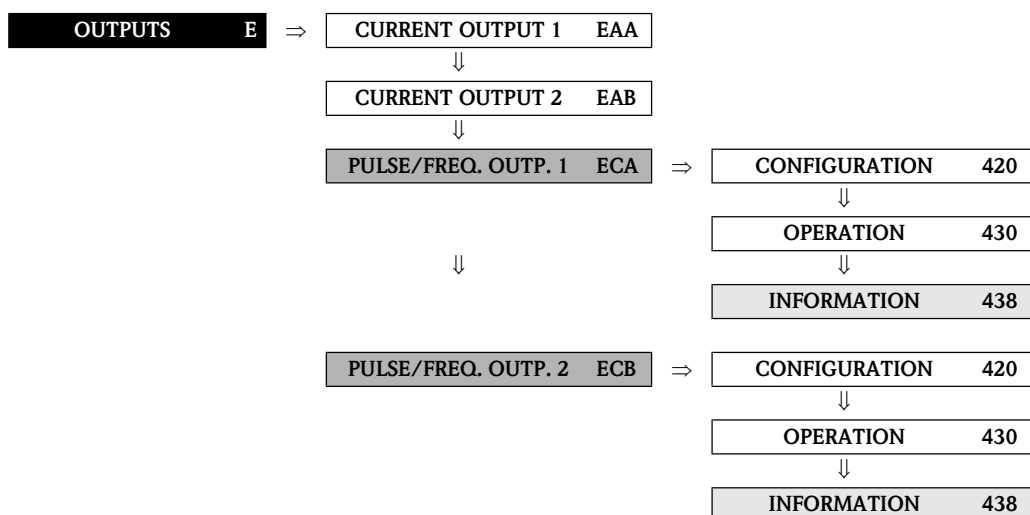 OUTPUTS E ⇒ CURRENT OUTPUT 1 EAA
⇓
CURRENT OUTPUT 2 EAB
⇓
PULSE/FREQ. OUTP. 1 ECA ⇒ CONFIGURATION 420
⇓
OPERATION 430
⇓ ⇓
INFORMATION 438
PULSE/FREQ. OUTP. 2 ECB ⇒ CONFIGURATION 420
⇓
OPERATION 430
⇓
INFORMATION 438